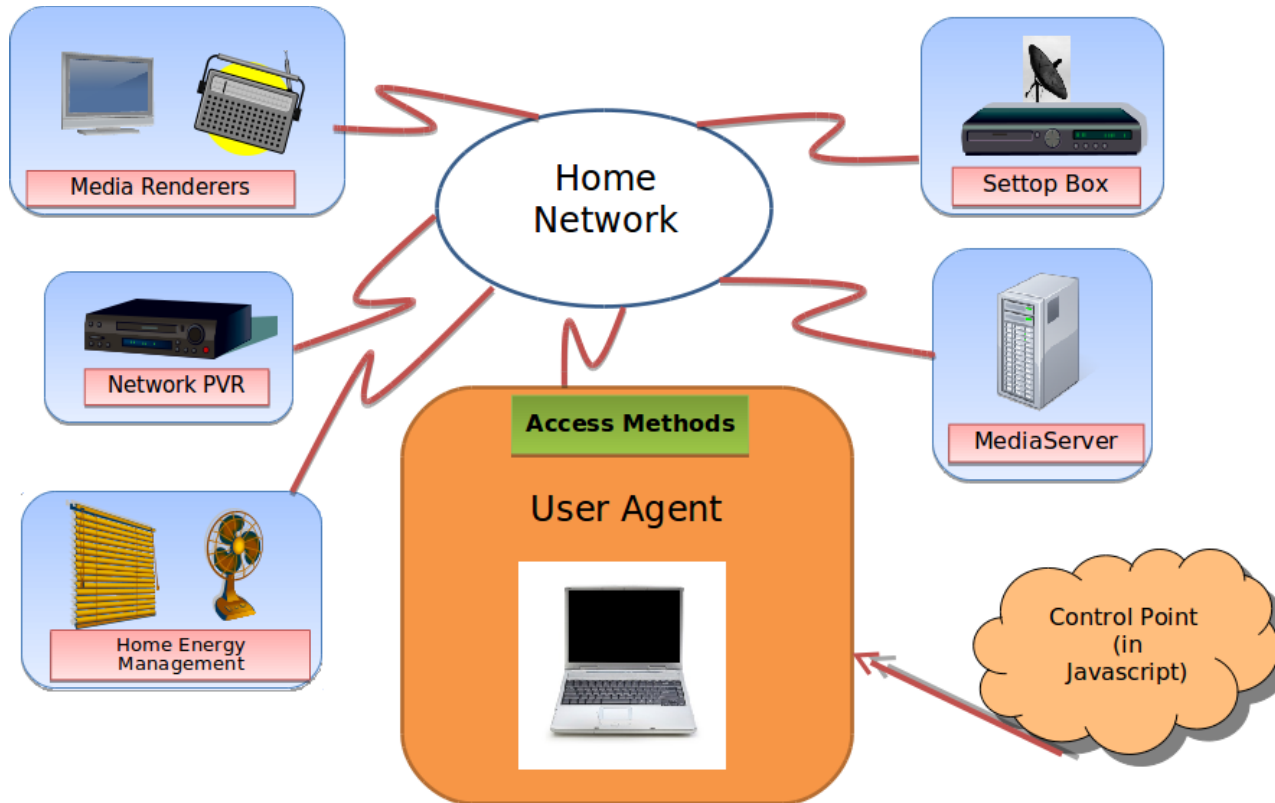 Media Renderers
Home
Network
Settop Box
Network PVR
MediaServer
Access Methods
User Agent
Home Energy
Management
Control Point
(in
Javascript)